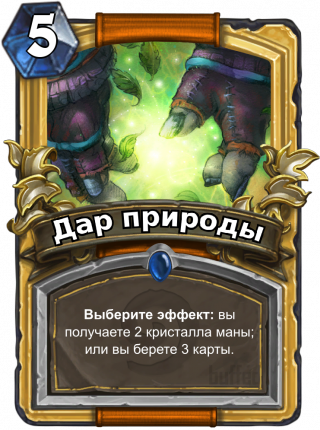 5
Дар природы
Выберите эффект: вы
получаете 2 кристалла маны;
или вы берете 3 карты.